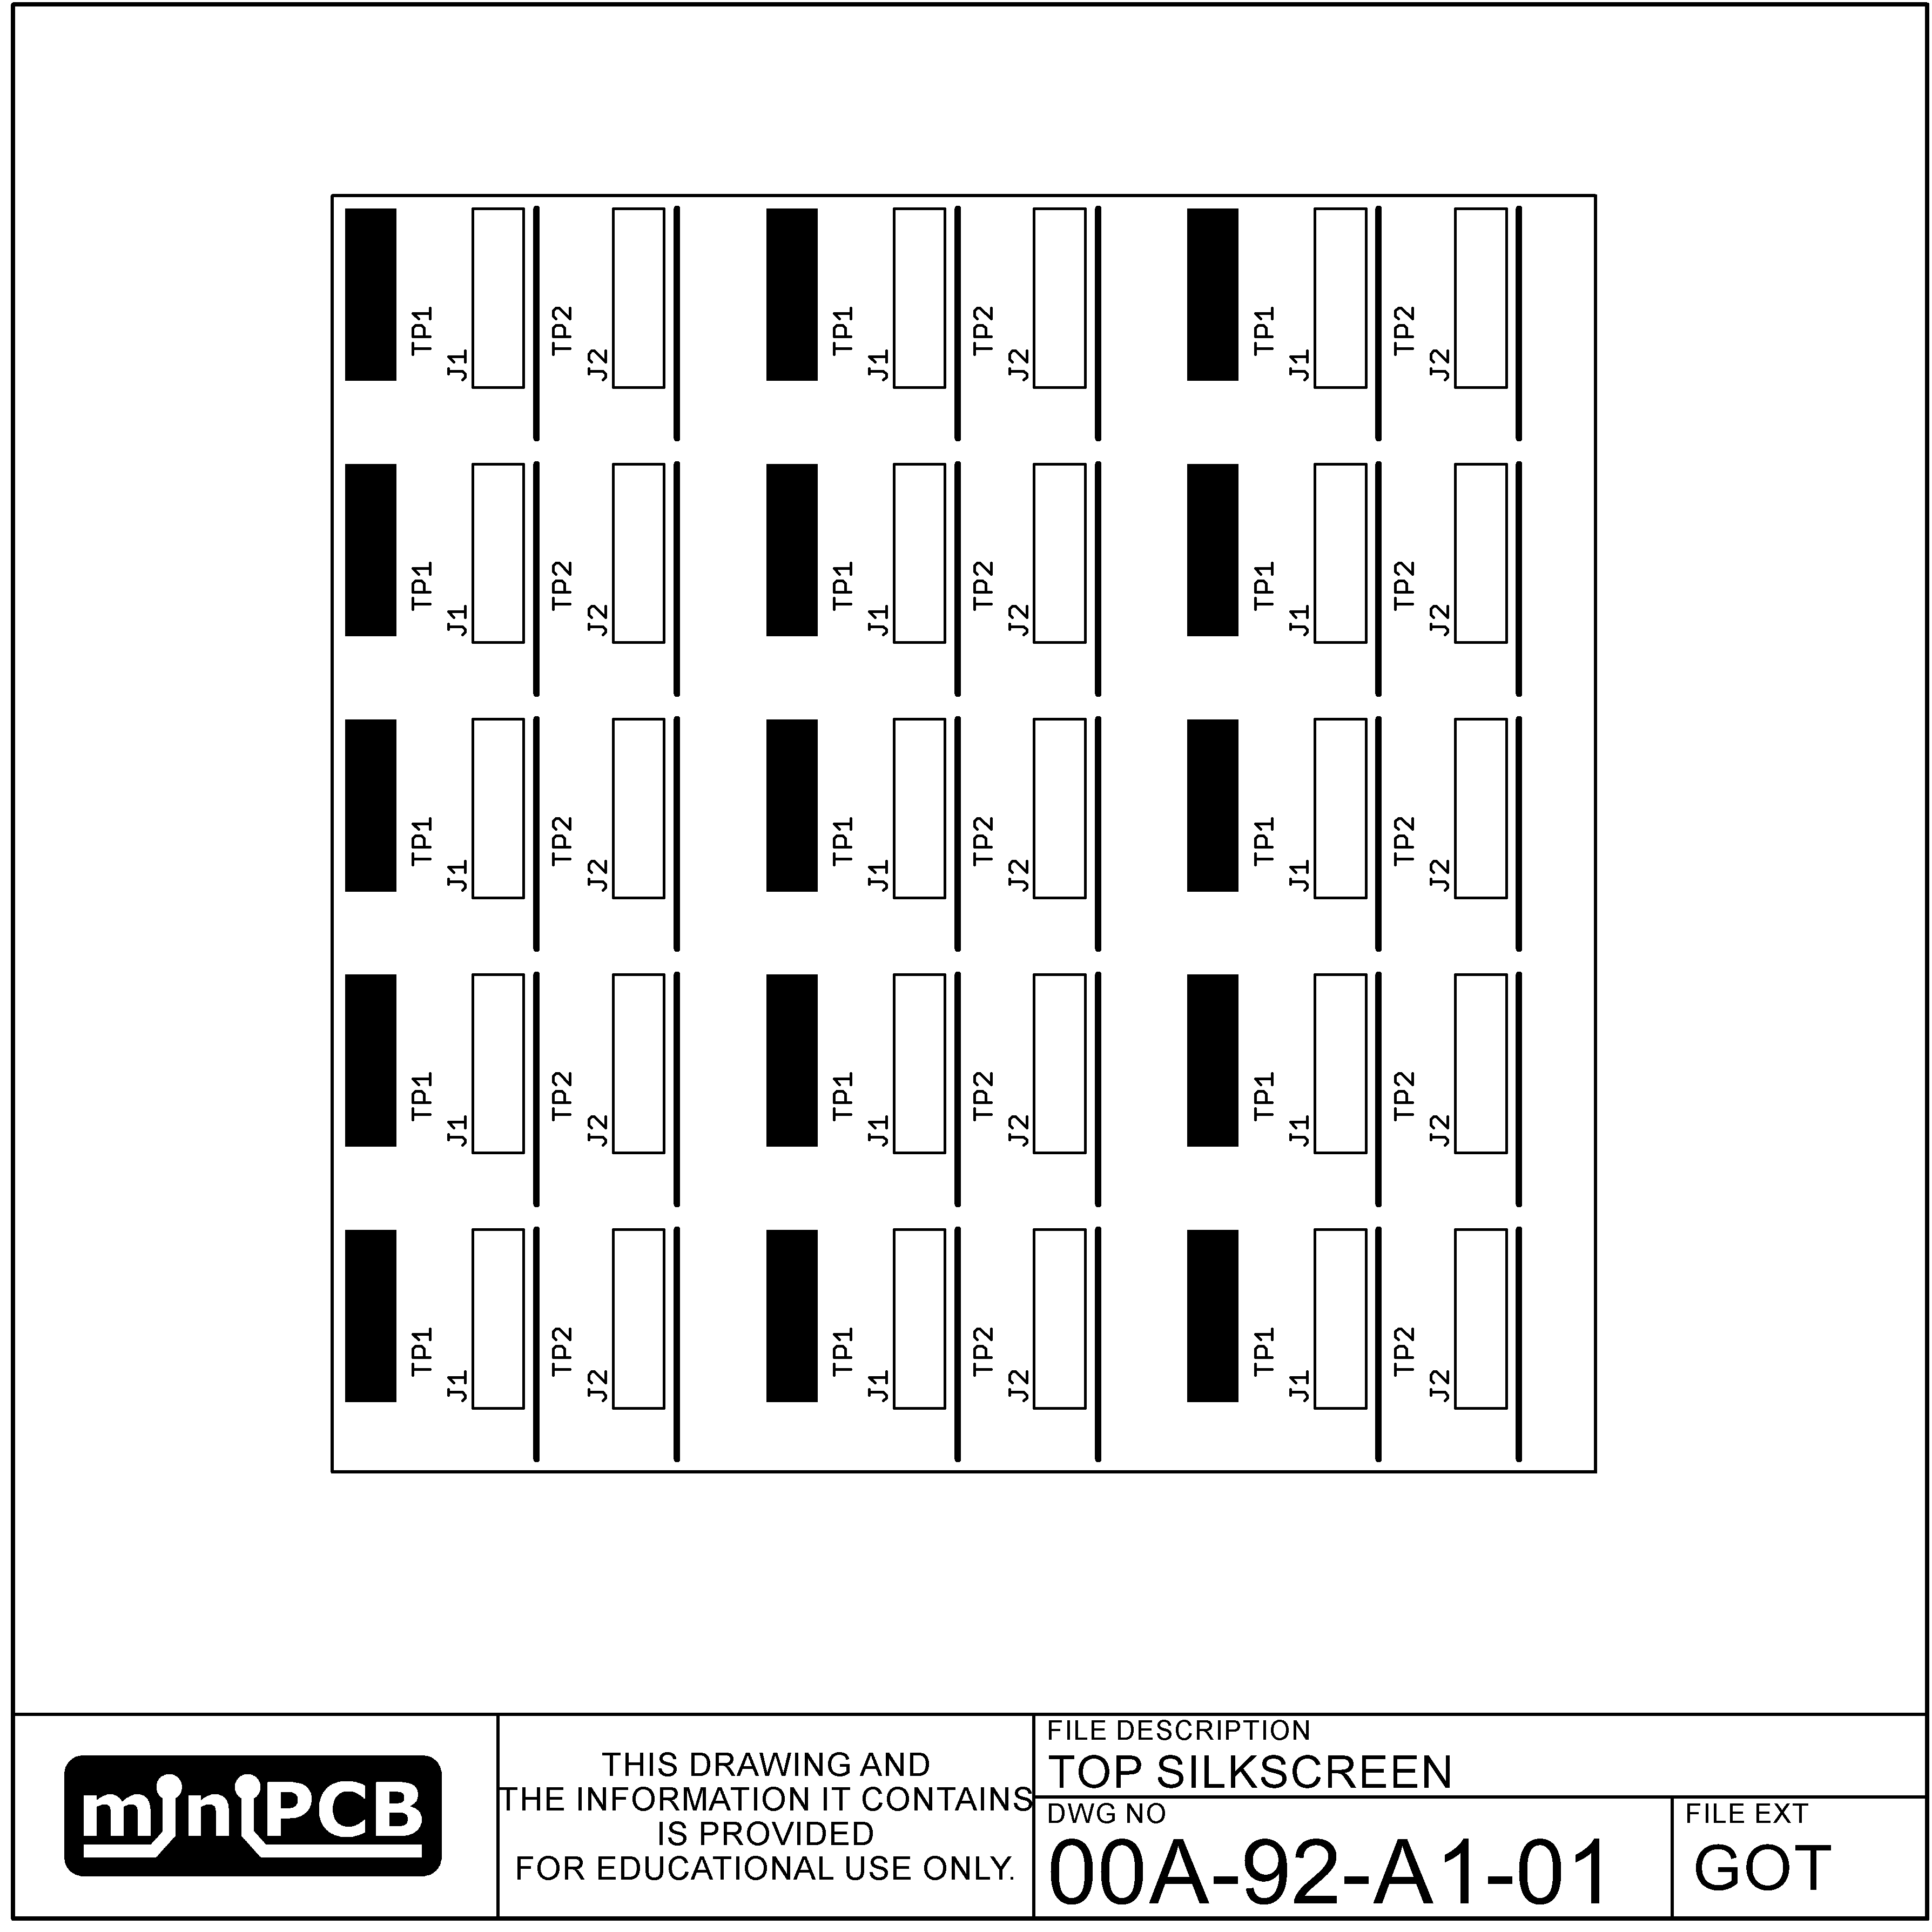 TP1 J1 TP2 J2 TP1 J1 TP2 J2 TP1 J1 TP2 J2
TP1 J1 TP2 J2 TP1 J1 TP2 J2 TP1 J1 TP2 J2
TP1 J1 TP2 J2 TP1 J1 TP2 J2 TP1 J1 TP2 J2
TP1 J1 TP2 J2 TP1 J1 TP2 J2 TP1 J1 TP2 J2
TP1 J1 TP2 J2 TP1 J1 TP2 J2 TP1 J1 TP2 J2
miniPCB
THIS DRAWING AND
THE INFORMATION IT CONTAINS
IS PROVIDED
FOR EDUCATIONAL USE ONLY.
FILE DESCRIPTION
TOP SILKSCREEN
DWG NO
00A-92-A1-01
FILE EXT
GOT